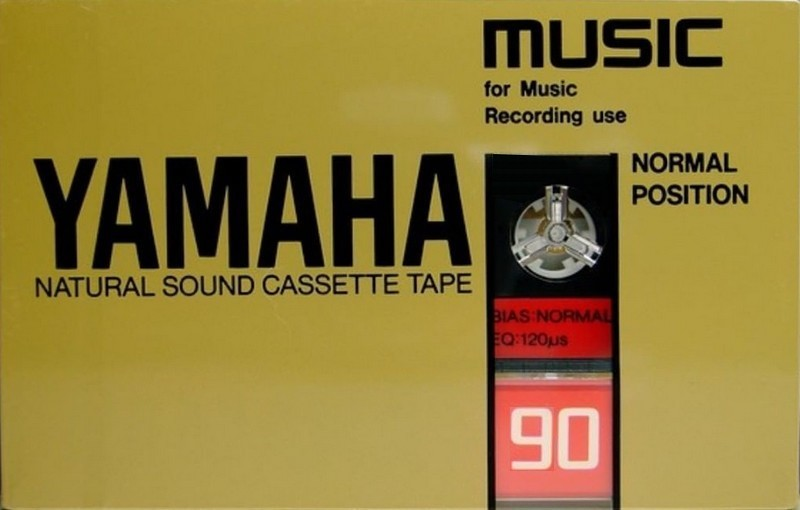 MUSIC
for Music
Recording use
NORMAL
POSITION
YAMAHA
NATURAL SOUND CASSETTE TAPE
BIAS:NORMAL
EQ:120µs
90